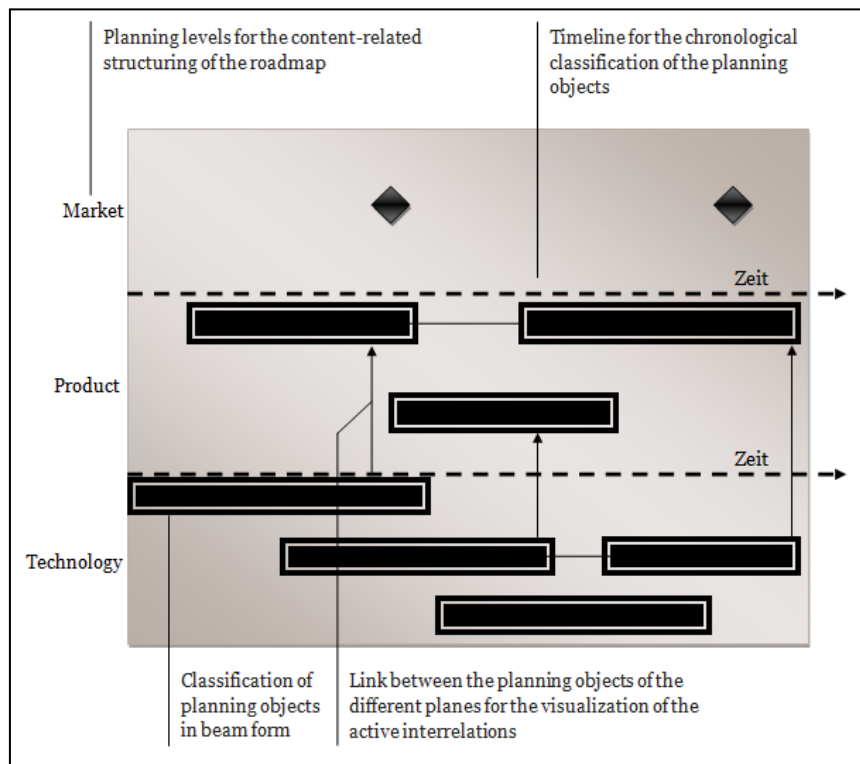 Planning levels for the content-related
structuring of the roadmap
Timeline for the chronological
classification of the planning
objects
Market
Zeit
Product
Zeit
Technology
Classification of
planning objects
in beam form
Link between the planning objects of the
different planes for the visualization of the
active interrelations